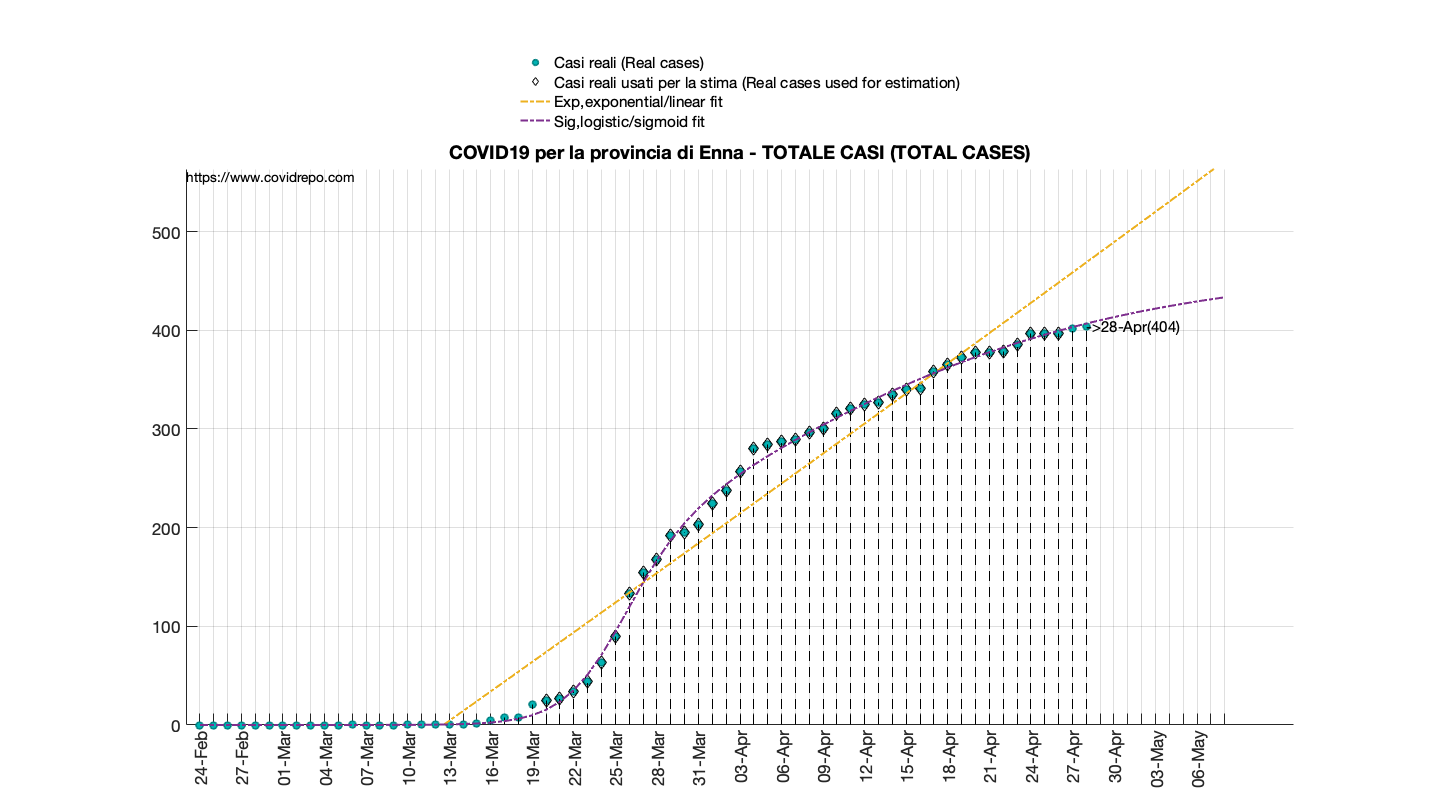 Casi reali (Real cases)
Casi reali usati per la stima (Real cases used for estimation)
Exp,exponential/linear fit
Sig,logistic/sigmoid fit
COVID19 per la provincia di Enna - TOTALE CASI (TOTAL CASES)
https://www.covidrepo.com
500
400
300
200
100
0
>28-Apr(404)
24-Feb
27-Feb
01-Mar
04-Mar
07-Mar
10-Mar
13-Mar
16-Mar
19-Mar
22-Mar
25-Mar
28-Mar
31-Mar
03-Apr
06-Apr
09-Apr
12-Apr
15-Apr
18-Apr
21-Apr
24-Apr
27-Apr
30-Apr
03-May
06-May